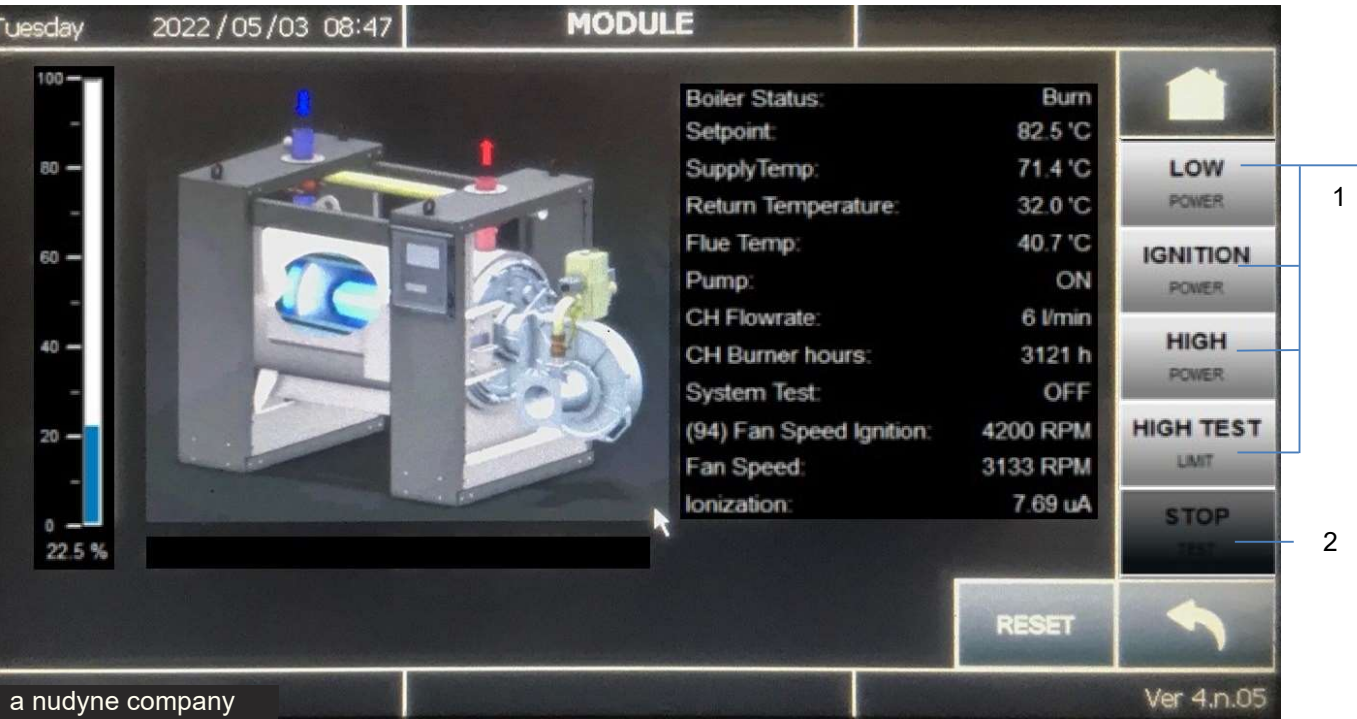 Tuesday 2022/05/03 08:47 MODULE
100
80
60
40
20
0
22.5 %
Boiler Status: Burn
Setpoint: 82.5 'C
SupplyTemp: 71.4 'C
Return Temperature: 32.0 'C
Flue Temp: 40.7 'C
Pump: ON
CH Flowrate: 6 l/min
CH Burner hours: 3121 h
System Test: OFF
(94) Fan Speed Ignition: 4200 RPM
Fan Speed: 3133 RPM
Ionization: 7.69 uA
LOW
POWER
IGNITION
POWER
HIGH
POWER
HIGH TEST
LIMIT
STOP
TEST
1
2
RESET
a nudyne company
Ver 4.n.05